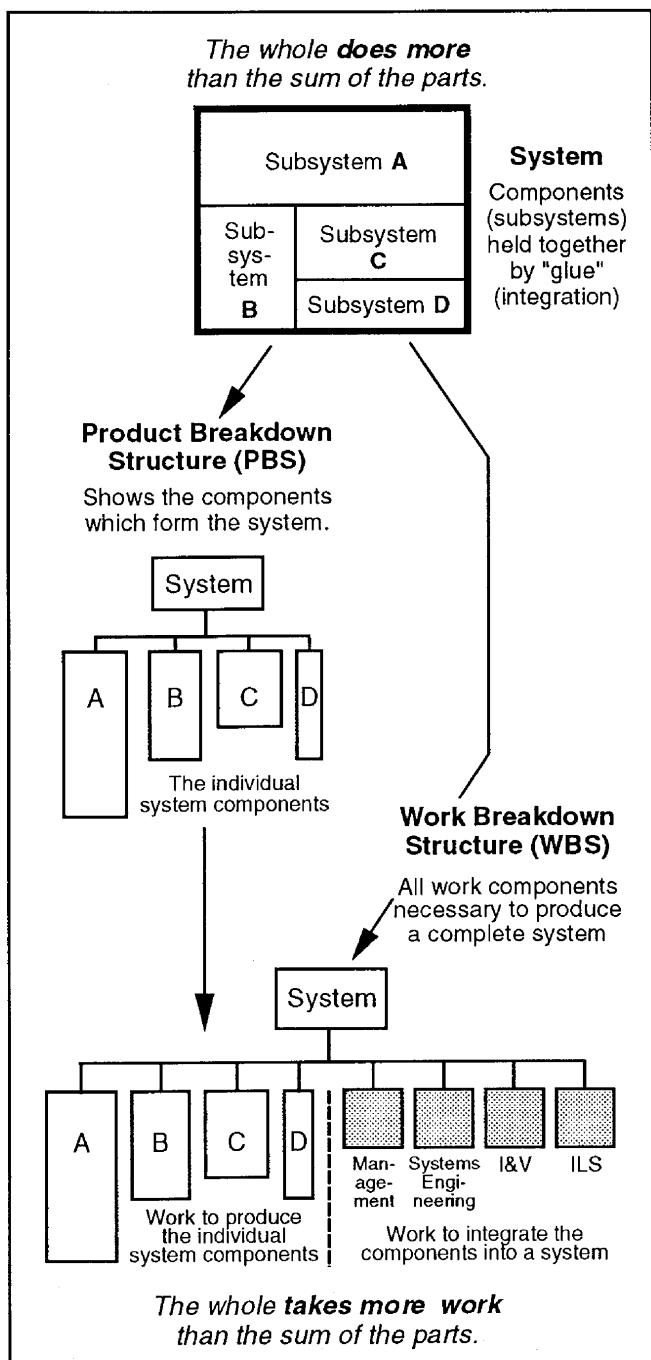 The whole does more
than the sum of the parts.
Subsystem A
Sub-
sys-
tem
B
Subsystem
C
Subsystem D
System
Components
(subsystems)
held together
by "glue"
(integration)
Product Breakdown
Structure (PBS)
Shows the components
which form the system.
System
A
B
C
D
The individual
system components
Work Breakdown
Structure (WBS)
All work components
necessary to produce
a complete system
System
A
B
C
D
Man-
age-
ment
Systems
Engi-
neering
I&V
ILS
Work to produce
the individual
system components
Work to integrate the
components into a system
The whole takes more work
than the sum of the parts.